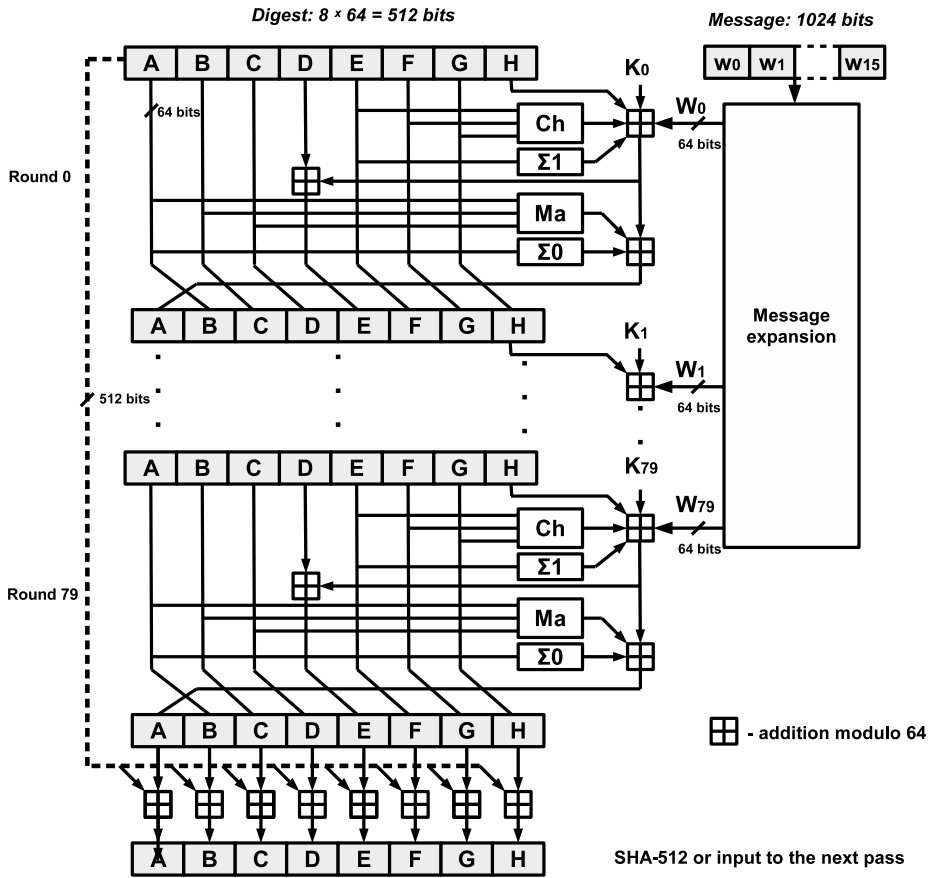 Digest: 8 x 64 = 512 bits
Message: 1024 bits
A B C D E F G H
W0 W1 W15
K0
64 bits
Ch
W0
64 bits
Σ1
Round 0
Ma
Σ0
A B C D E F G H
Message
expansion
K1
W1
64 bits
512 bits
A B C D E F G H
K79
Ch
W79
64 bits
Σ1
Round 79
Ma
Σ0
A B C D E F G H
- addition modulo 64
A B C D E F G H
SHA-512 or input to the next pass